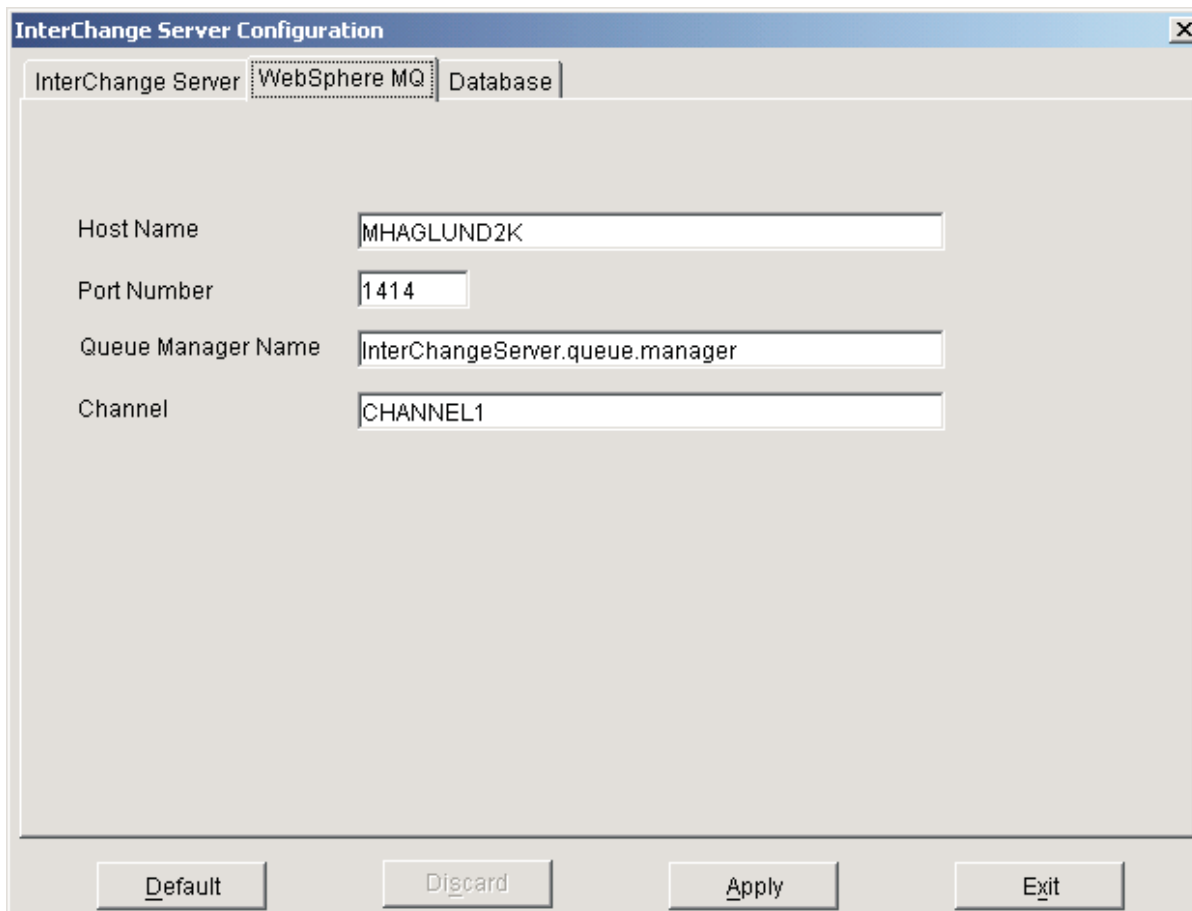 InterChange Server Configuration
InterChange Server WebSphere MQ Database
Host Name MHAGLUND2K
Port Number 1414
Queue Manager Name InterChangeServer.queue.manager
Channel CHANNEL1
Default Discard Apply Exit